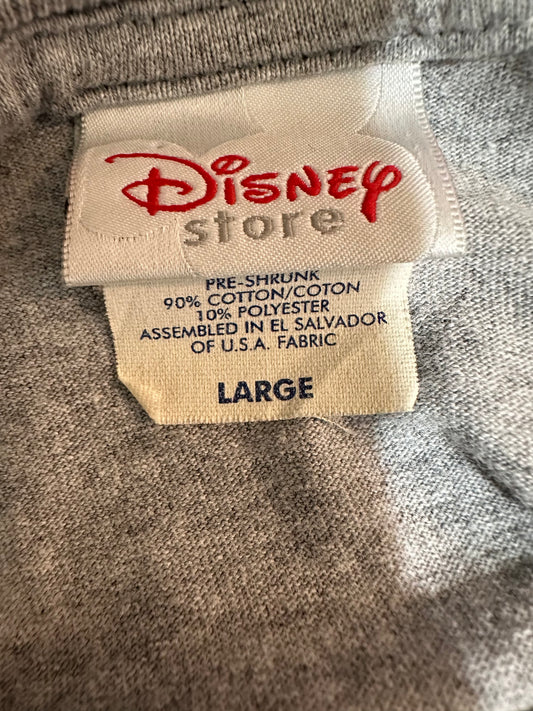 Disney
store
PRE-SHRUNK
90% COTTON/COTON
10% POLYESTER
ASSEMBLED IN EL SALVADOR
OF U.S.A. FABRIC
LARGE